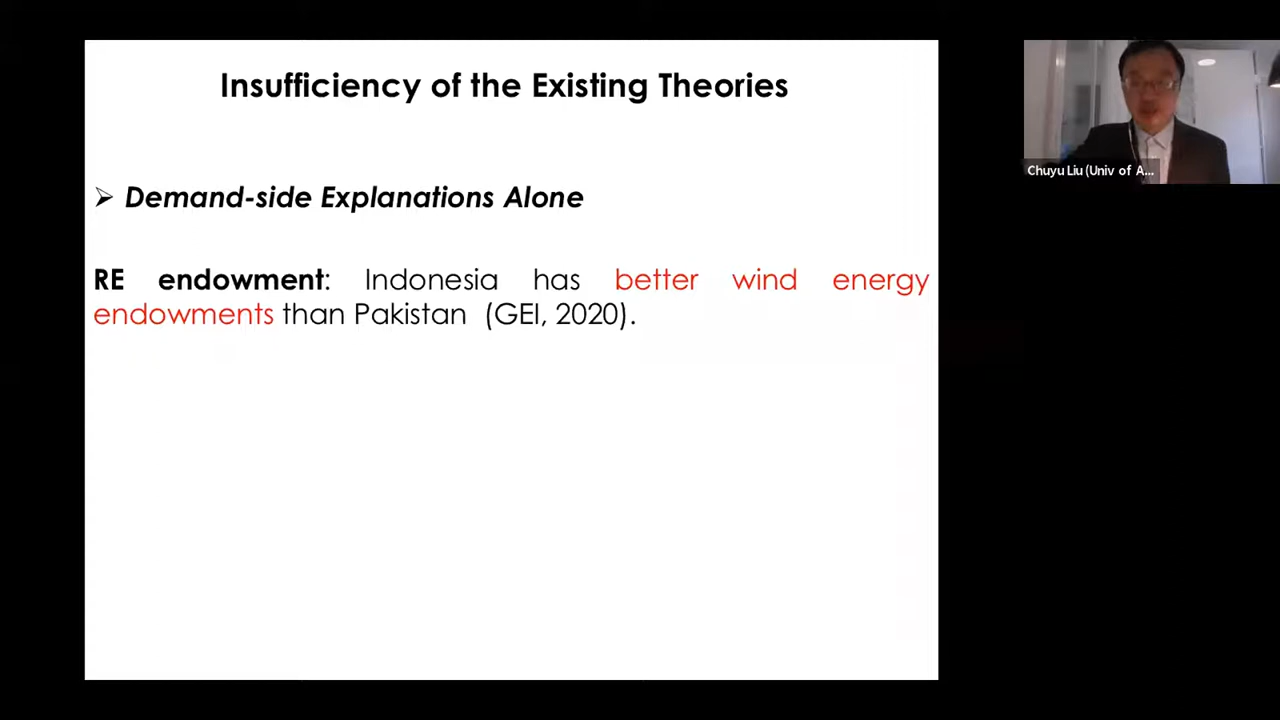 Insufficiency of the Existing Theories
➢ Demand-side Explanations Alone
RE endowment: Indonesia has better wind energy
endowments than Pakistan (GEI, 2020).
Chuyu Liu (Univ of A...